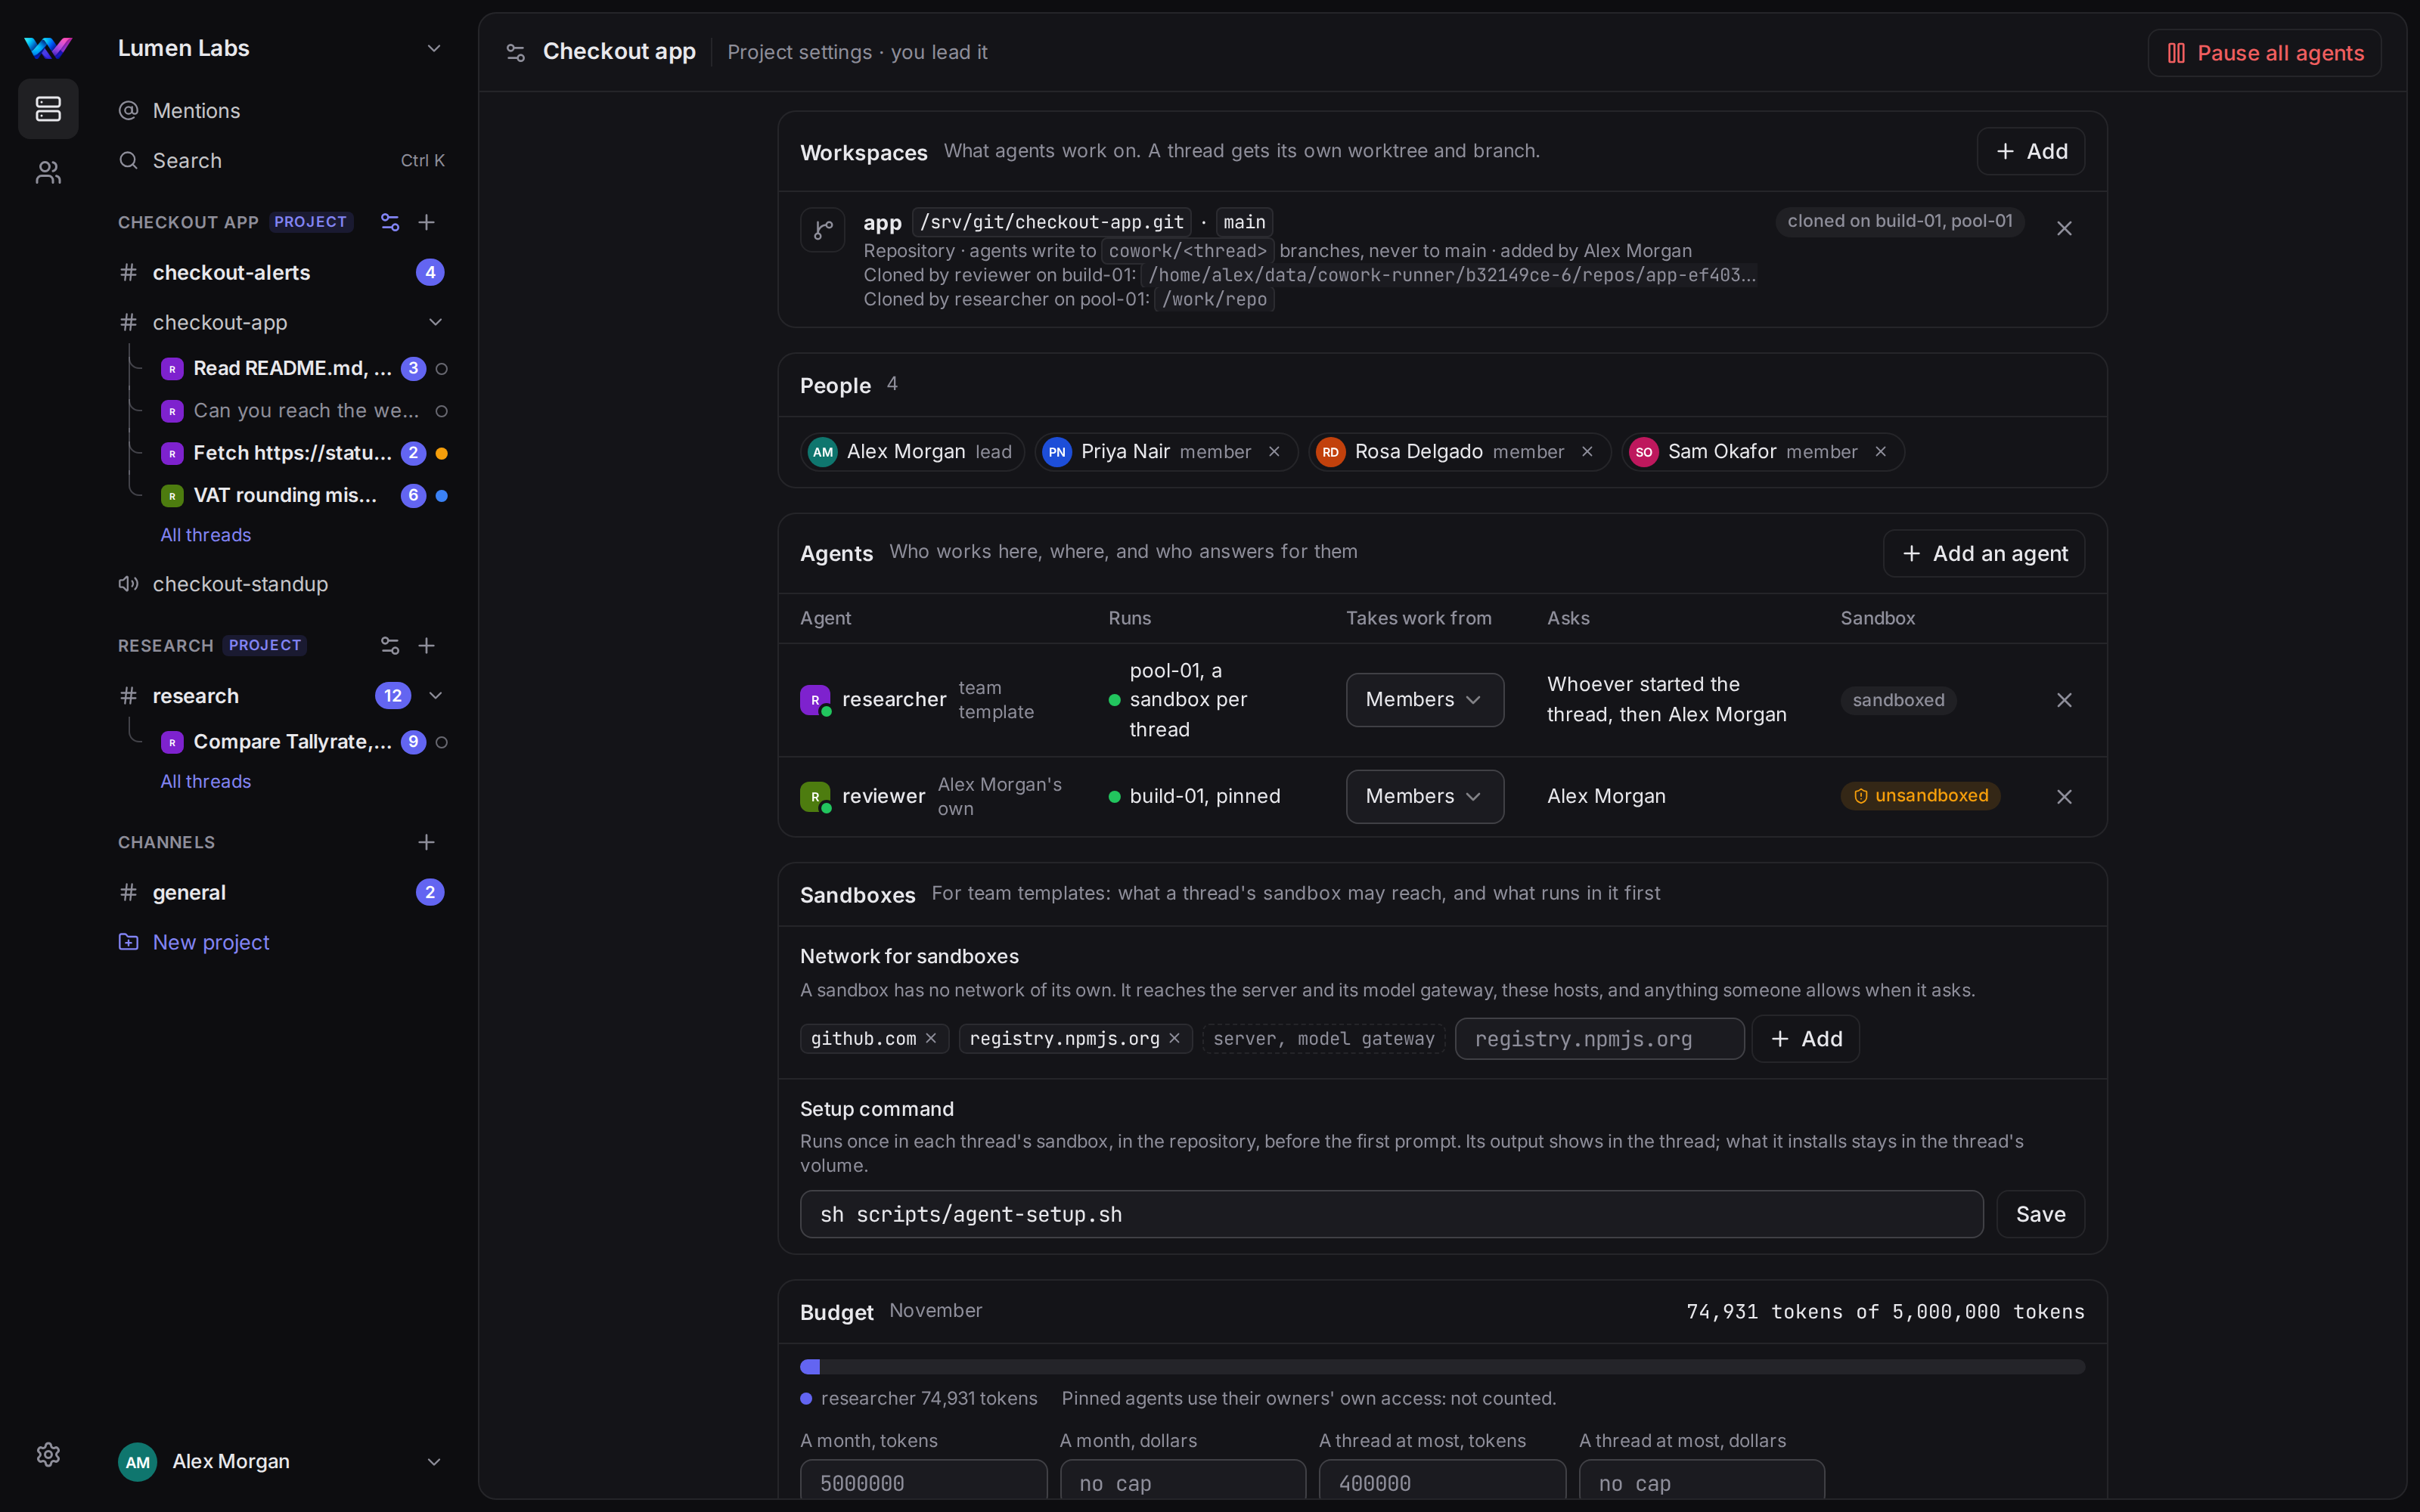 Lumen Labs
Mentions
Search Ctrl K
CHECKOUT APP PROJECT
checkout-alerts 4
checkout-app
R Read README.md, ... 3
R Can you reach the we...
R Fetch https://statu... 2
R VAT rounding mis... 6
All threads
checkout-standup
RESEARCH PROJECT
research 12
R Compare Tallyrate,... 9
All threads
CHANNELS
general 2
New project
AM Alex Morgan
Checkout app Project settings · you lead it Pause all agents
Workspaces What agents work on. A thread gets its own worktree and branch. Add
app /srv/git/checkout-app.git · main cloned on build-01, pool-01
Repository · agents write to cowork/<thread> branches, never to main · added by Alex Morgan
Cloned by reviewer on build-01: /home/alex/data/cowork-runner/b32149ce-6/repos/app-ef403...
Cloned by researcher on pool-01: /work/repo
People 4
AM Alex Morgan lead PN Priya Nair member RD Rosa Delgado member SO Sam Okafor member
Agents Who works here, where, and who answers for them Add an agent
Agent Runs Takes work from Asks Sandbox
R researcher team template pool-01, a sandbox per thread Members Whoever started the thread, then Alex Morgan sandboxed
R reviewer Alex Morgan's own build-01, pinned Members Alex Morgan unsandboxed
Sandboxes For team templates: what a thread's sandbox may reach, and what runs in it first
Network for sandboxes
A sandbox has no network of its own. It reaches the server and its model gateway, these hosts, and anything someone allows when it asks.
github.com registry.npmjs.org server, model gateway registry.npmjs.org Add
Setup command
Runs once in each thread's sandbox, in the repository, before the first prompt. Its output shows in the thread; what it installs stays in the thread's
volume.
sh scripts/agent-setup.sh Save
Budget November 74,931 tokens of 5,000,000 tokens
researcher 74,931 tokens Pinned agents use their owners' own access: not counted.
A month, tokens A month, dollars A thread at most, tokens A thread at most, dollars
5000000 no cap 400000 no cap